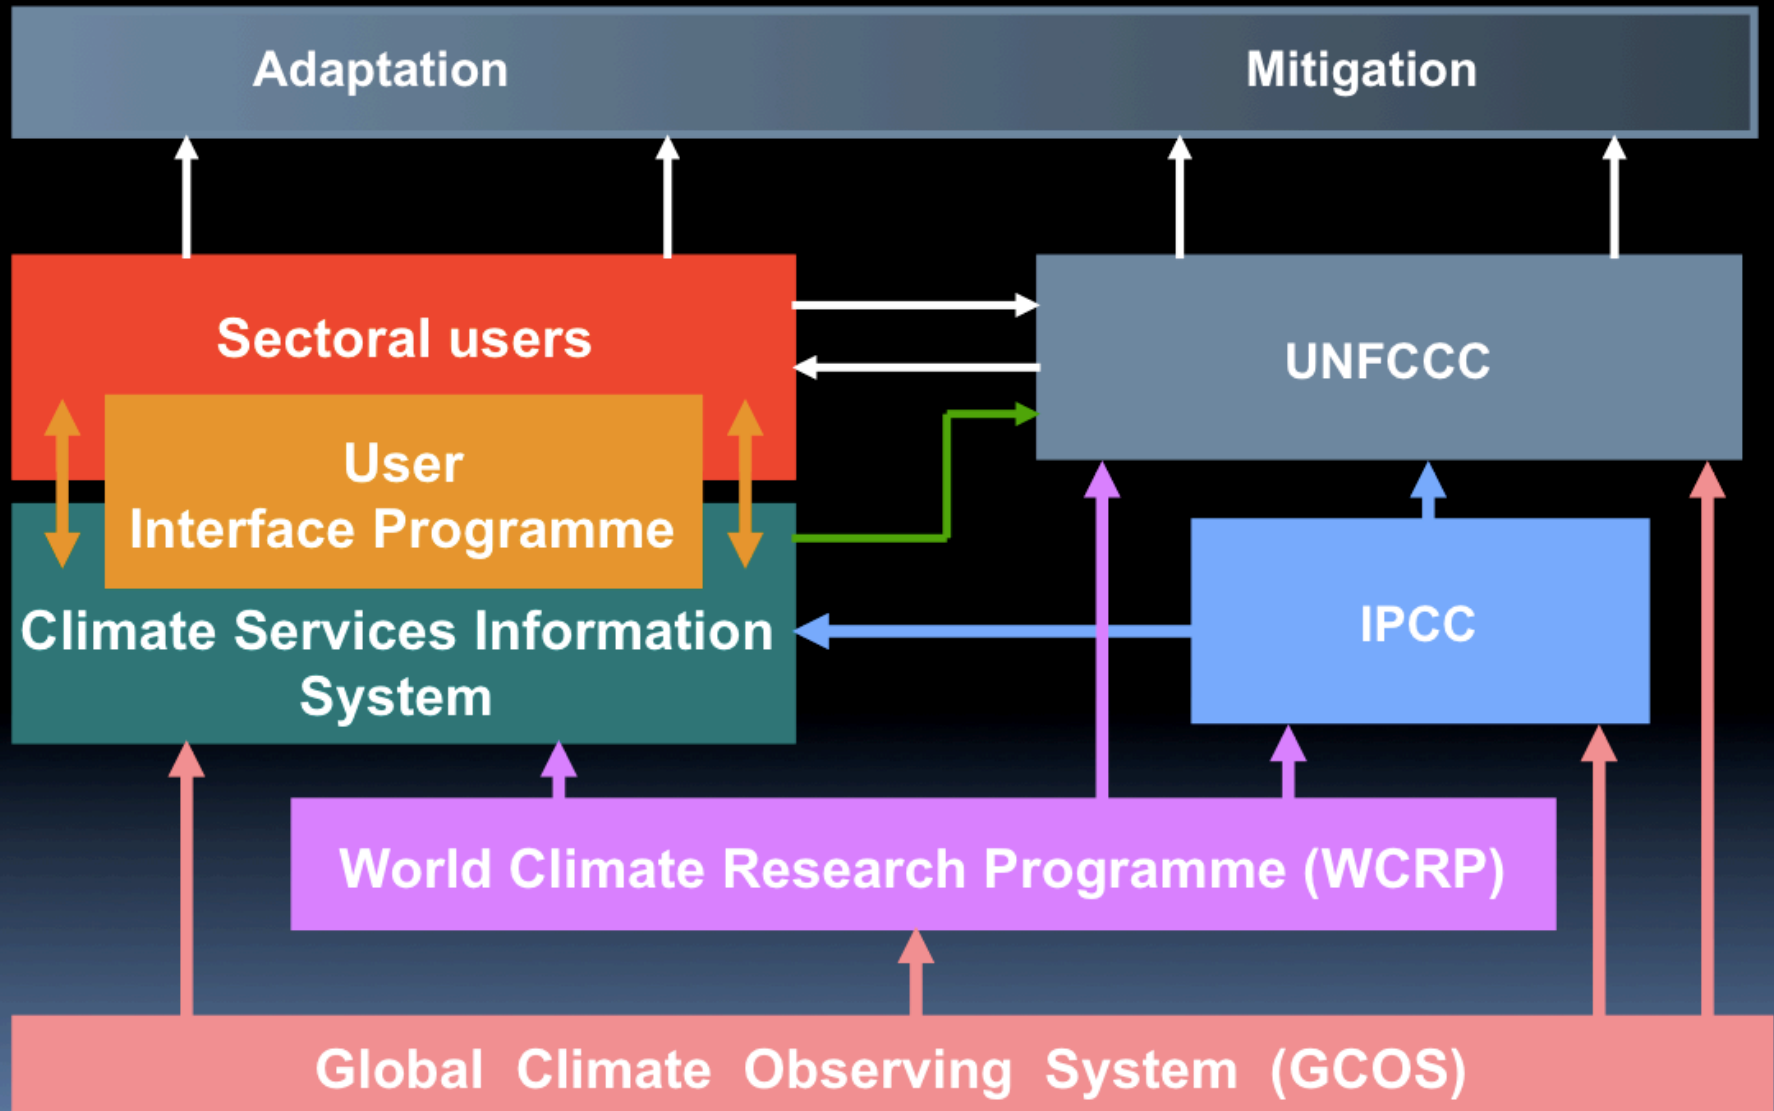 Adaptation
Mitigation
Sectoral users
UNFCCC
User
Interface Programme
Climate Services Information
System
IPCC
World Climate Research Programme (WCRP)
Global Climate Observing System (GCOS)